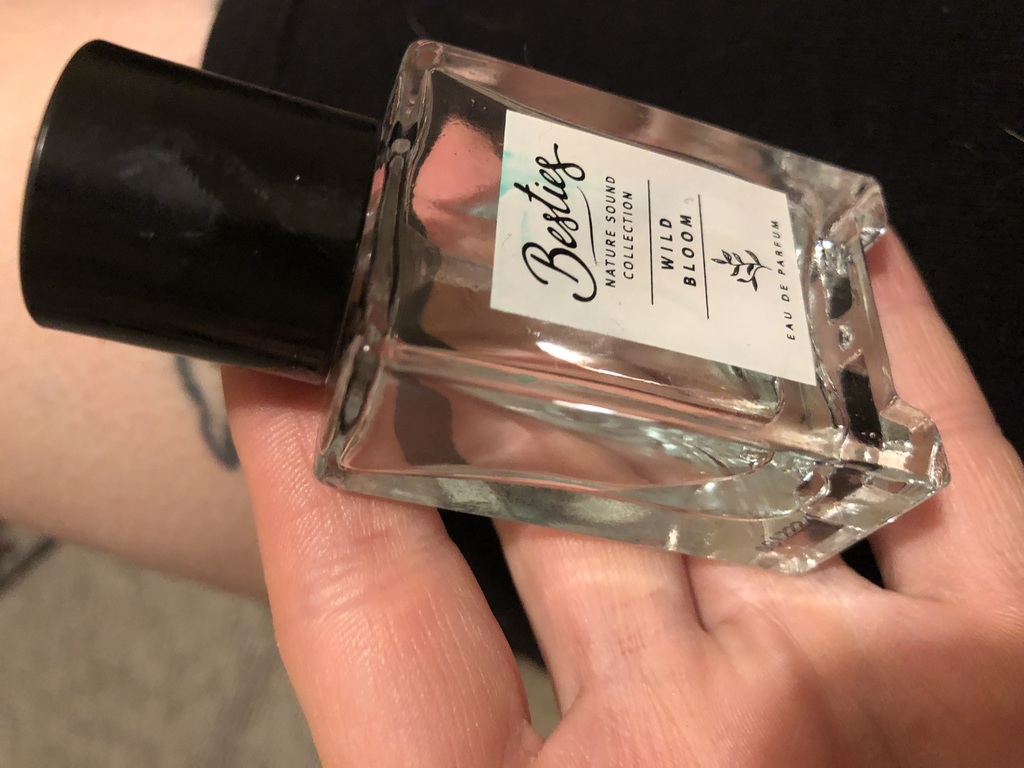 Besties
NATURE SOUND
COLLECTION
WILD
BLOOM
EAU DE PARFUM